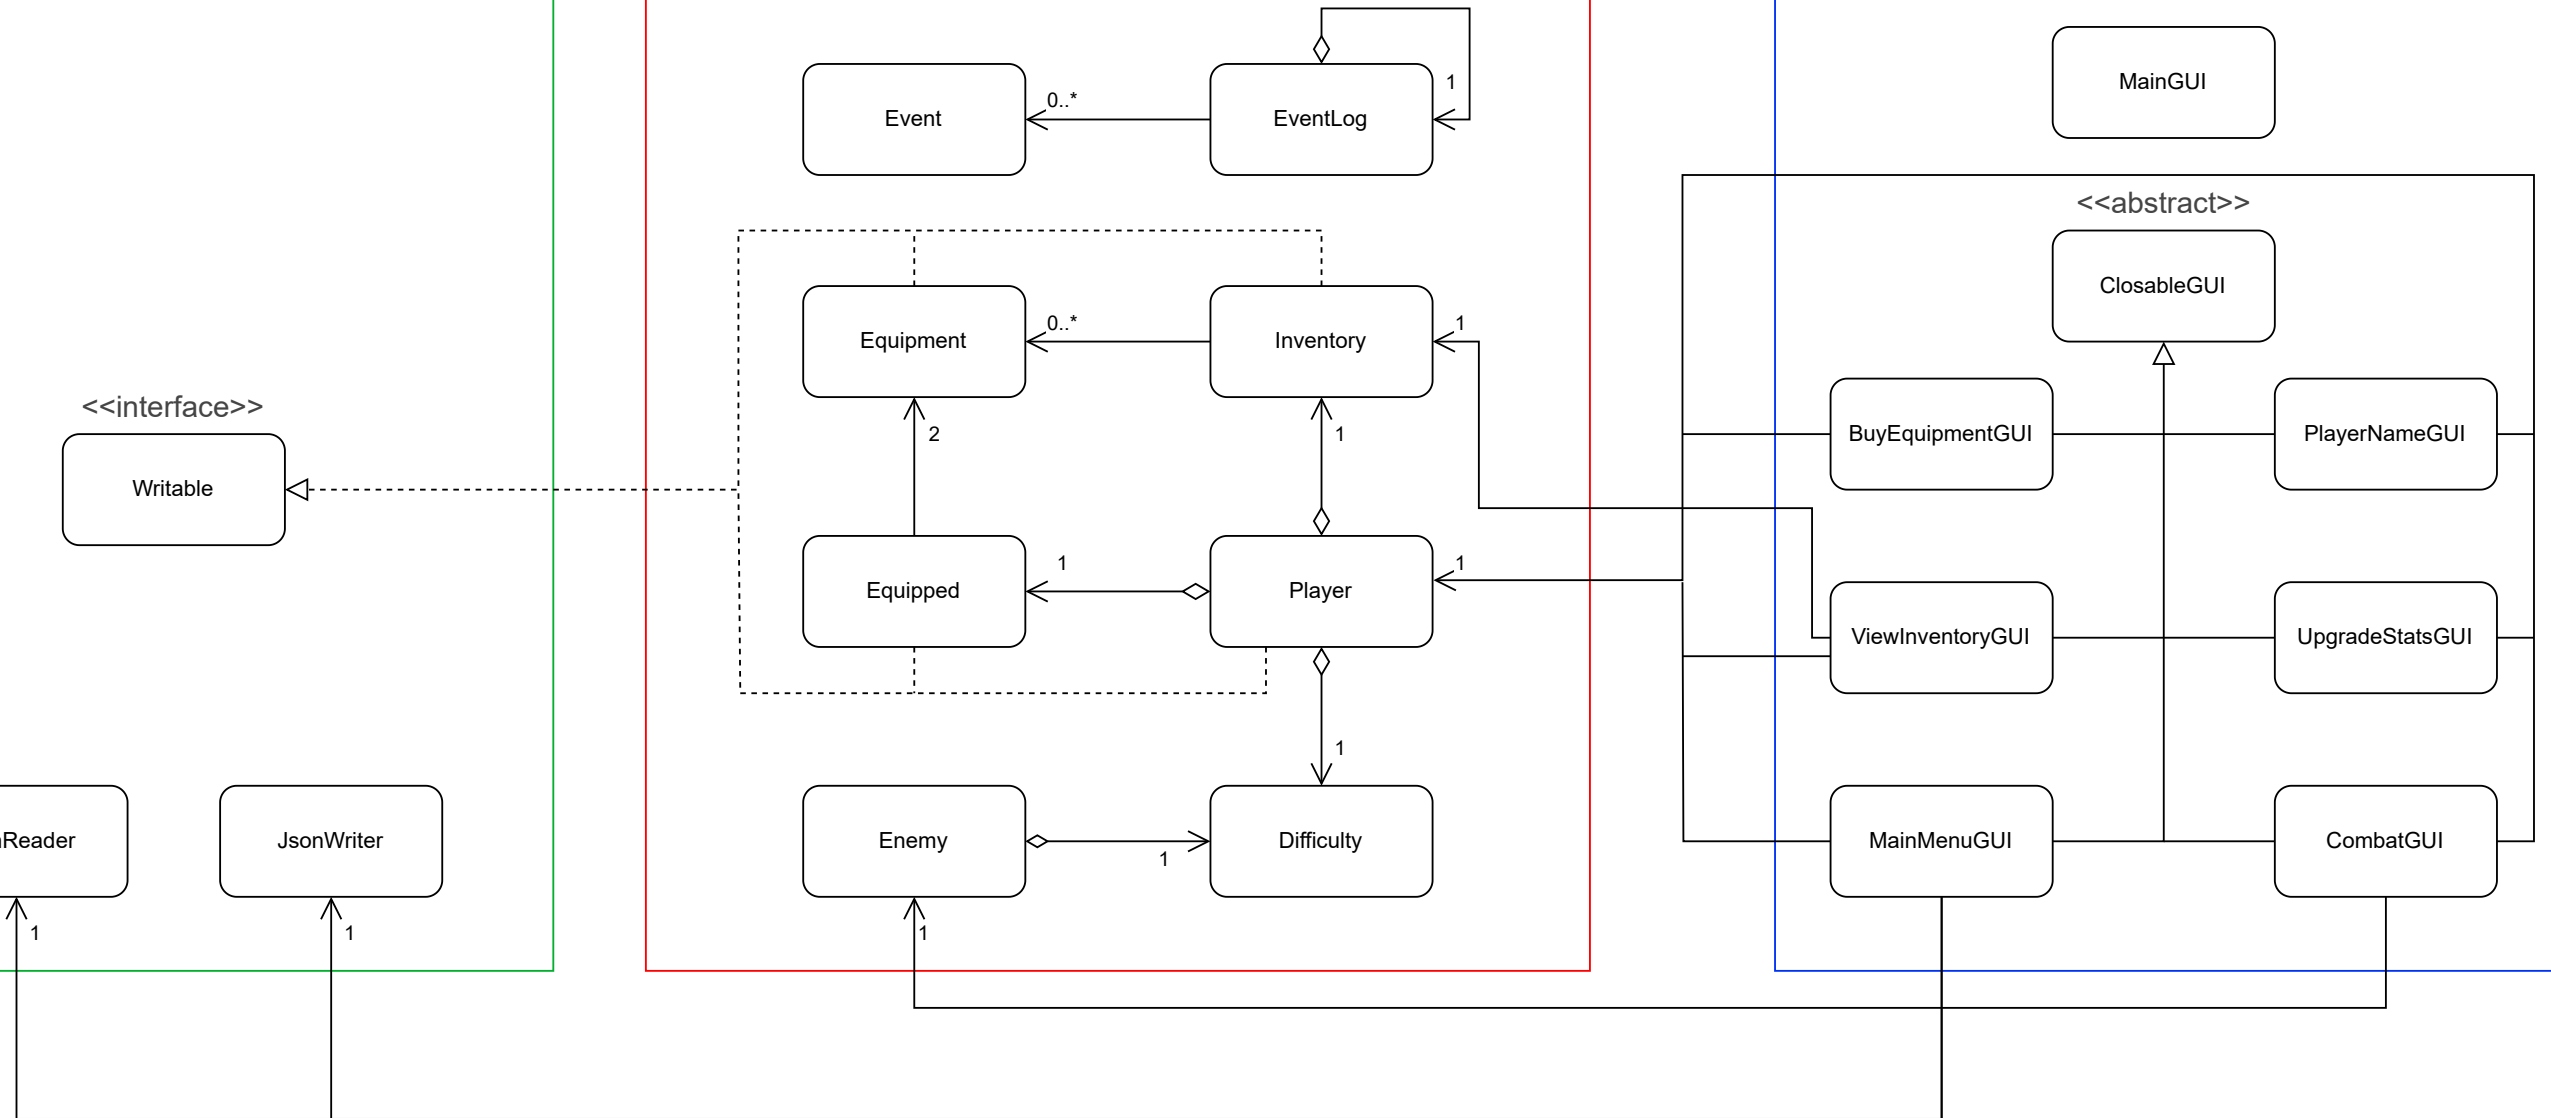 Event
0..*
EventLog
1
MainGUI
<<abstract>>
ClosableGUI
Equipment
0..*
Inventory
1
2
1
<<interface>>
Writable
BuyEquipmentGUI
PlayerNameGUI
Equipped
1
Player
1
ViewInventoryGUI
UpgradeStatsGUI
1
Reader
JsonWriter
Enemy
1
Difficulty
MainMenuGUI
CombatGUI
1
1
1